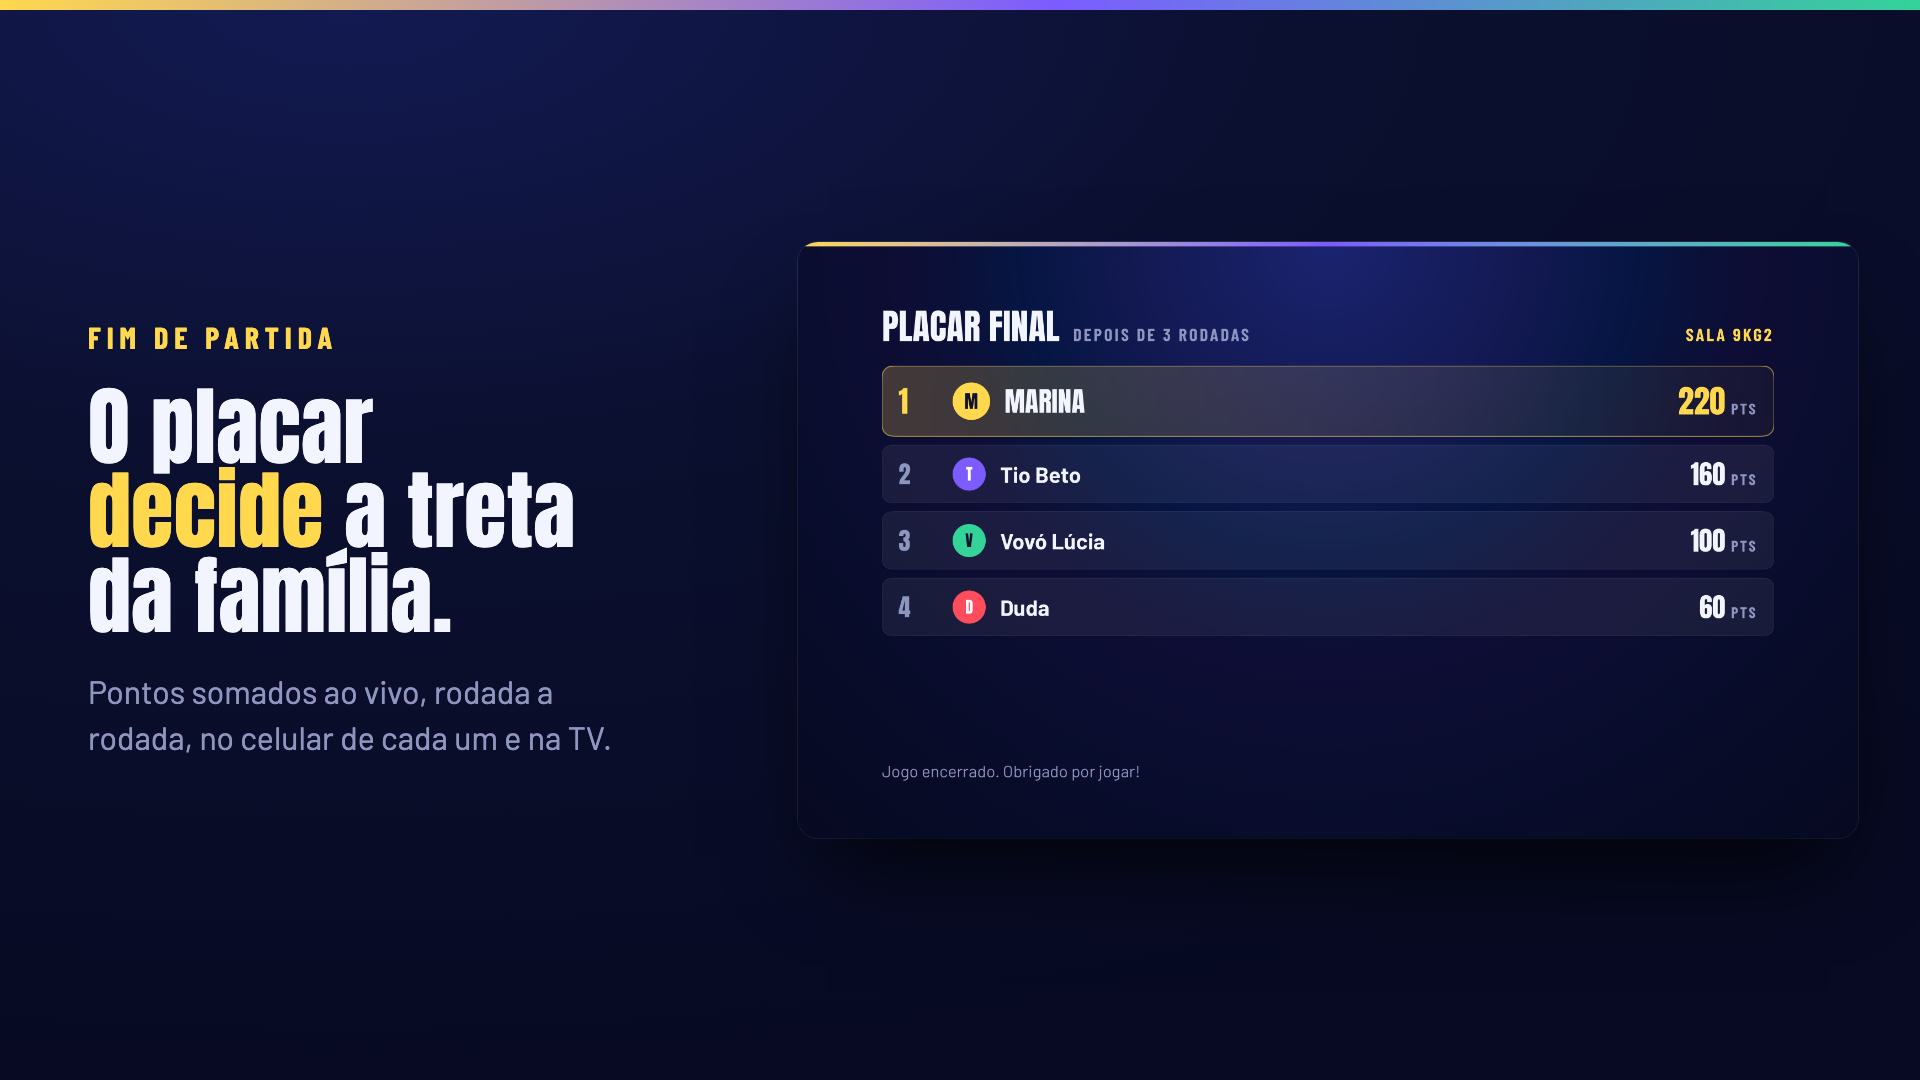 FIM DE PARTIDA
O placar
decide a treta
da família.
Pontos somados ao vivo, rodada a
rodada, no celular de cada um e na TV.
PLACAR FINAL DEPOIS DE 3 RODADAS SALA 9KG2
1 M MARINA 220 PTS
2 T Tio Beto 160 PTS
3 V Vovó Lúcia 100 PTS
4 D Duda 60 PTS
Jogo encerrado. Obrigado por jogar!